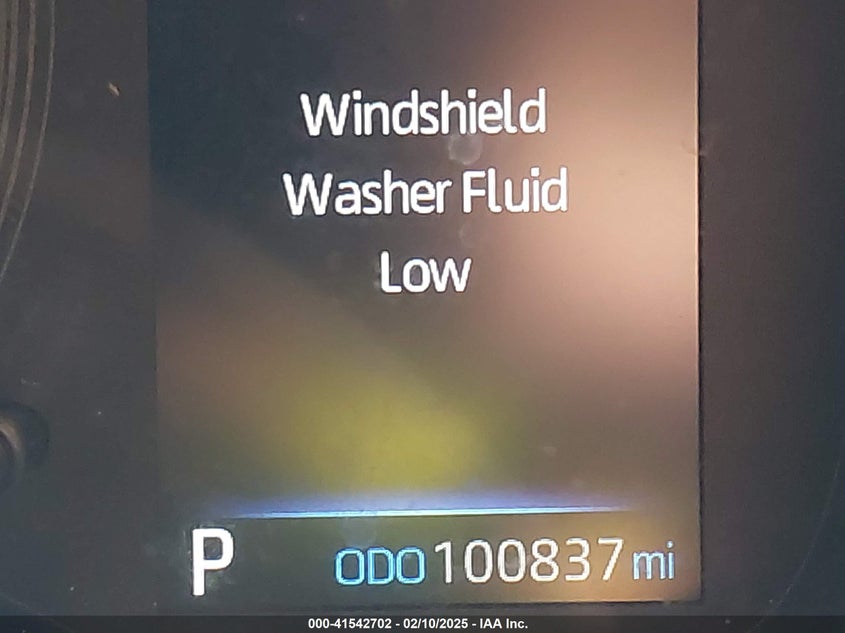 Windshield
Washer Fluid
Low
P ODO 100837 mi
000-41542702 - 02/10/2025 - IAA Inc.